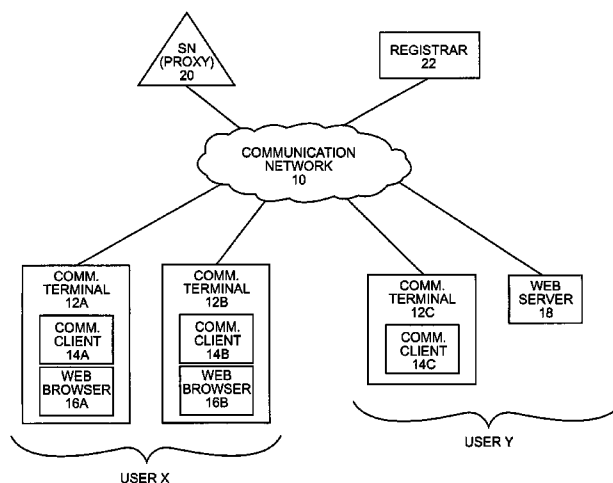 SN
(PROXY)
20
REGISTRAR
22
COMMUNICATION
NETWORK
10
COMM.
TERMINAL
12A
COMM.
CLIENT
14A
WEB
BROWSER
16A
COMM.
TERMINAL
12B
COMM.
CLIENT
14B
WEB
BROWSER
16B
COMM.
TERMINAL
12C
COMM.
CLIENT
14C
WEB
SERVER
18
USER X
USER Y